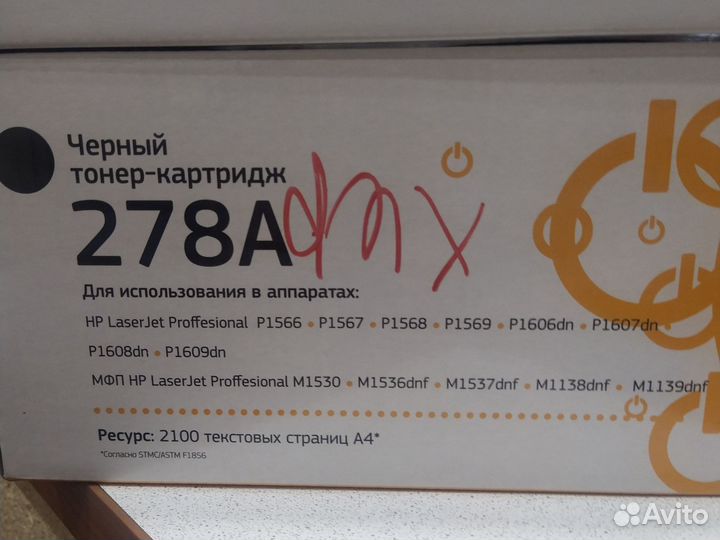 Черный
тонер-картридж
278A
Для использования в аппаратах:
HP LaserJet Proffesional P1566 • P1567 • P1568 • P1569 • P1606dn • P1607dn •
P1608dn • P1609dn
МФП HP LaserJet Proffesional M1530 • M1536dnf • M1537dnf • M1138dnf • M1139dnf
Ресурс: 2100 текстовых страниц А4*
*Согласно STMC/ASTM F1856
Avito